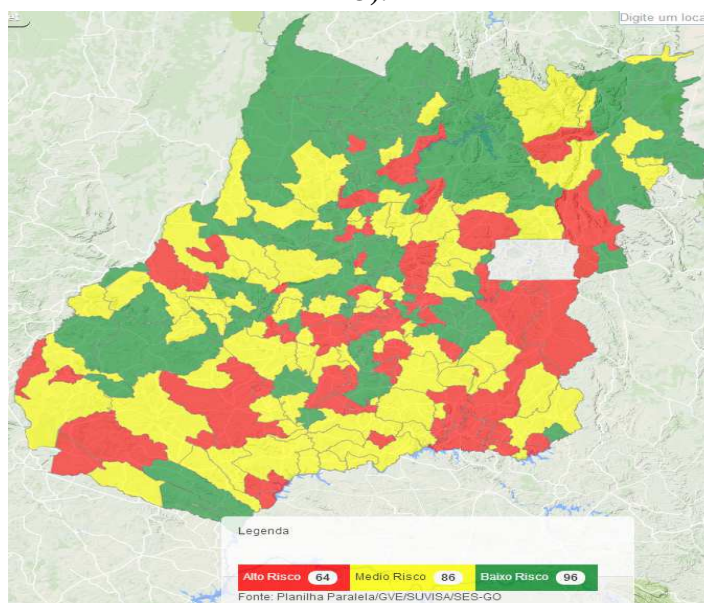 Digite um loca
Legenda
Alto Risco 64 Medio Risco 86 Baixo Risco 96
Fonte: Planilha Paralela/GVE/SUVISA/SES-GO